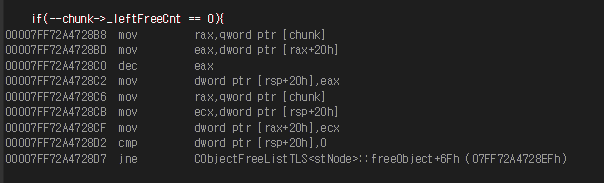 if(--chunk->_leftFreeCnt == 0){
00007FF72A4728B8 mov rax,qword ptr [chunk]
00007FF72A4728BD mov eax,dword ptr [rax+20h]
00007FF72A4728C0 dec eax
00007FF72A4728C2 mov dword ptr [rsp+20h],eax
00007FF72A4728C6 mov rax,qword ptr [chunk]
00007FF72A4728CB mov ecx,dword ptr [rsp+20h]
00007FF72A4728CF mov dword ptr [rax+20h],ecx
00007FF72A4728D2 cmp dword ptr [rsp+20h],0
00007FF72A4728D7 jne CObjectFreeListTLS<stNode>::freeObject+6Fh (07FF72A4728EFh)